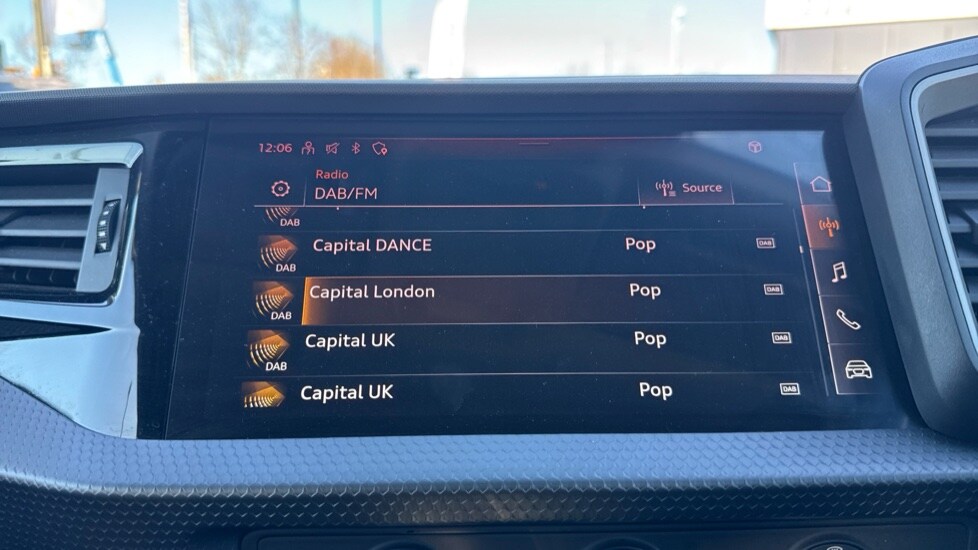 12:06
Radio
DAB/FM
Source
DAB
Capital DANCE Pop DAB
DAB
Capital London Pop DAB
DAB
Capital UK Pop DAB
DAB
Capital UK Pop DAB